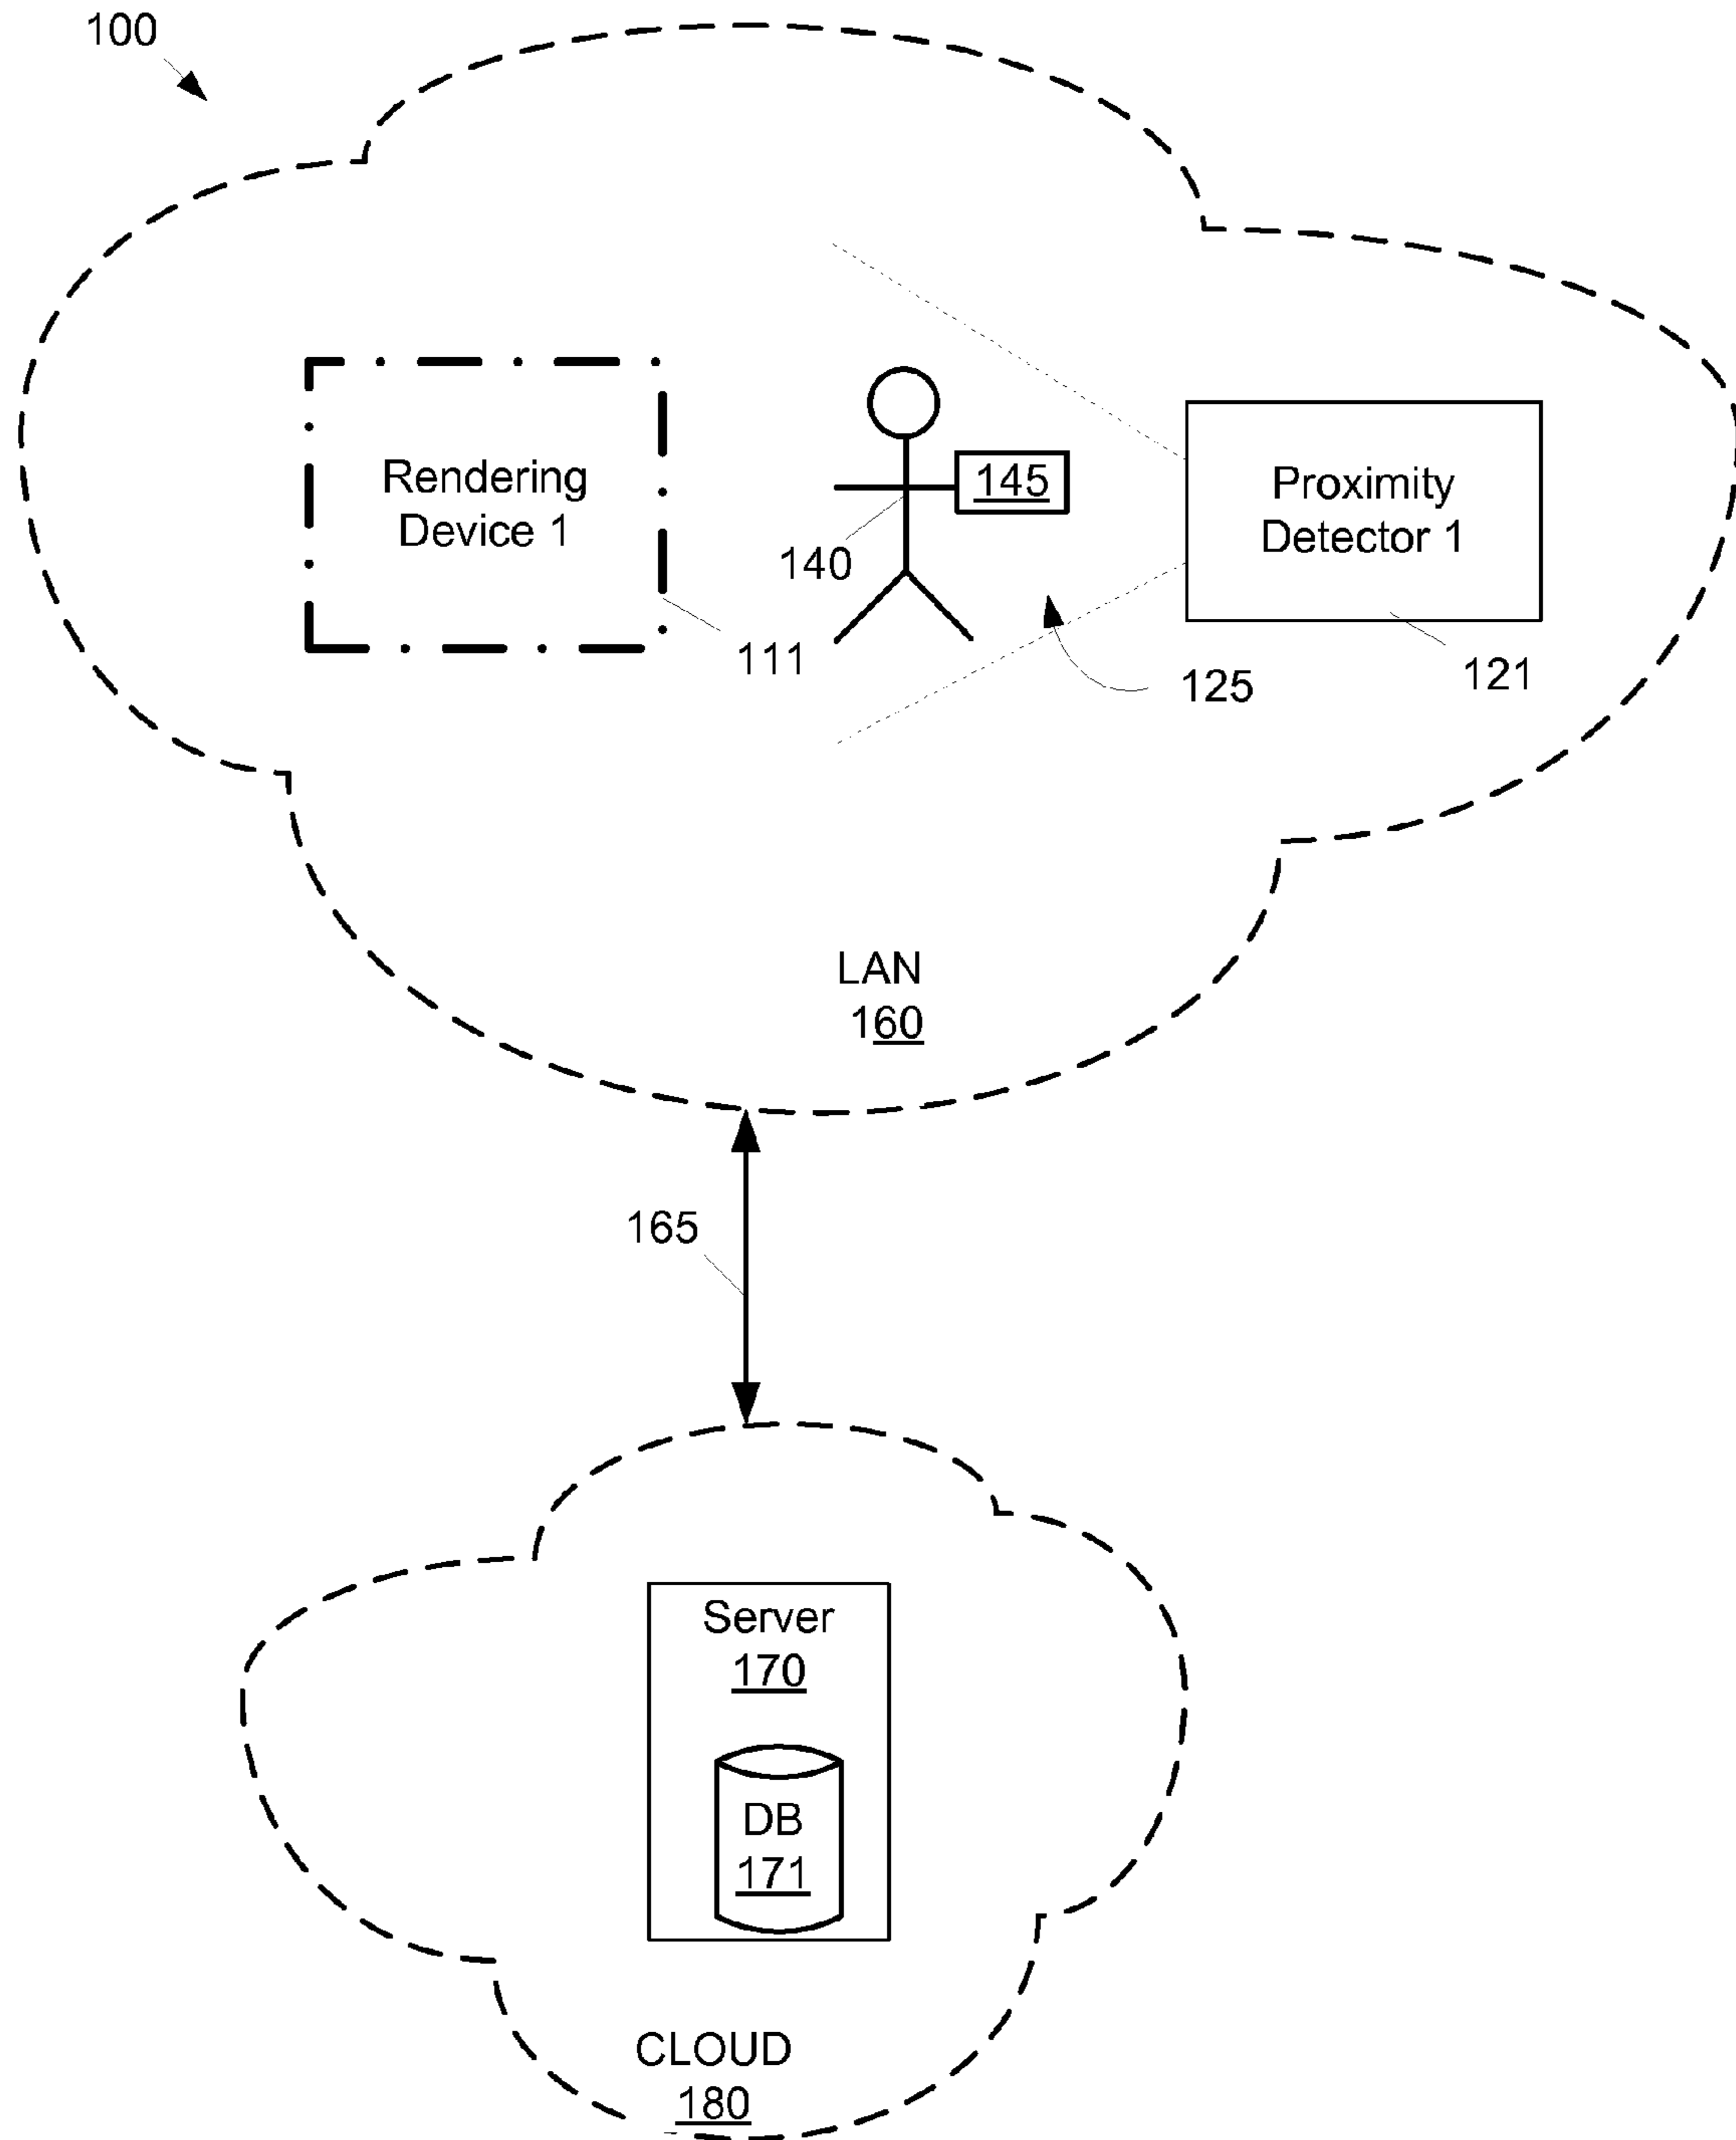 100
Rendering
Device 1
111
140
145
Proximity
Detector 1
121
125
LAN
160
165
Server
170
DB
171
CLOUD
180